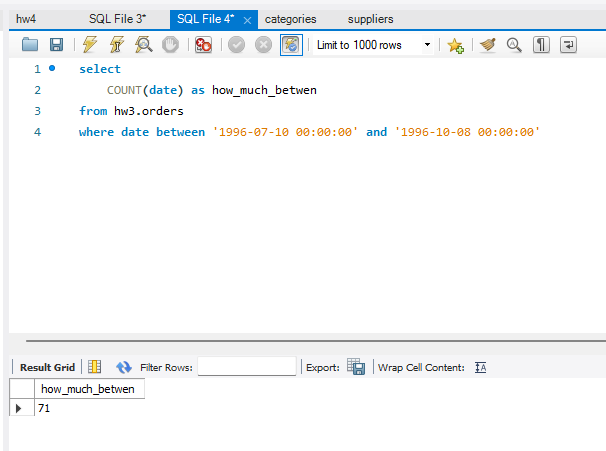 hw4 SQL File 3* SQL File 4* categories suppliers
Limit to 1000 rows
1 select
2 COUNT(date) as how_much_betwen
3 from hw3.orders
4 where date between '1996-07-10 00:00:00' and '1996-10-08 00:00:00'
Result Grid Filter Rows: Export: Wrap Cell Content:
how_much_betwen
71